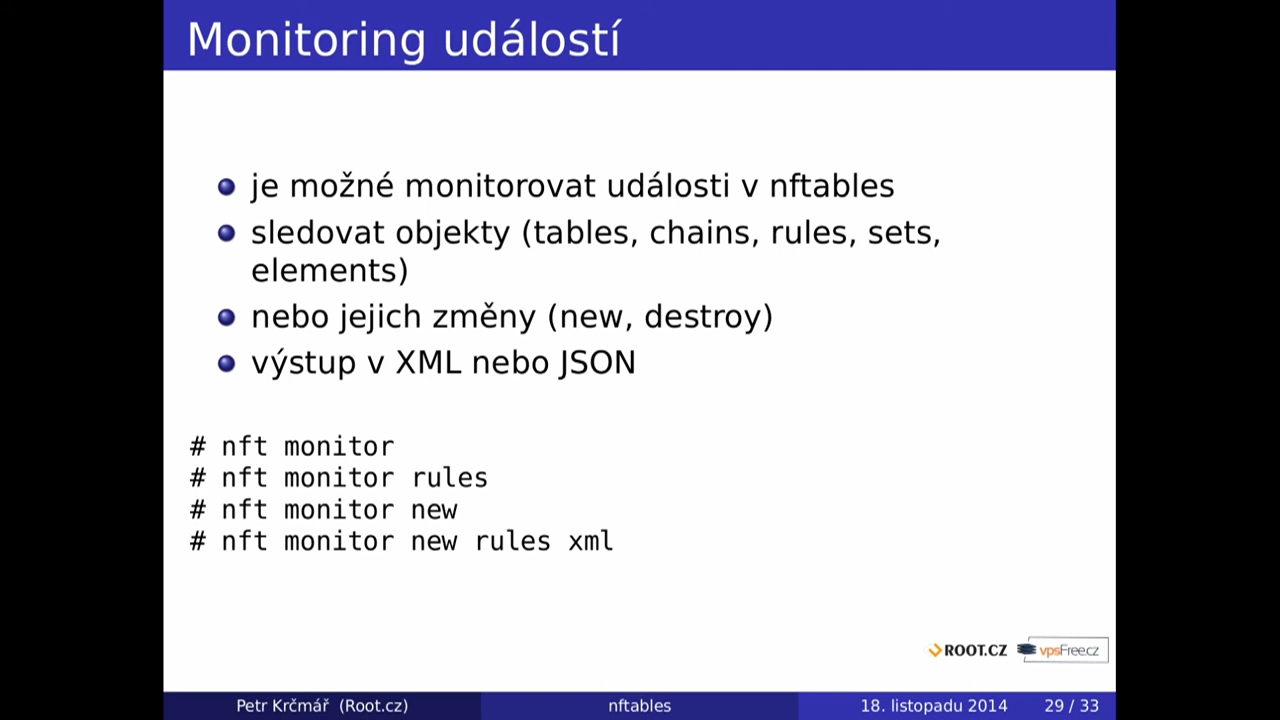 Monitoring událostí
je možné monitorovat události v nftables
sledovat objekty (tables, chains, rules, sets,
elements)
nebo jejich změny (new, destroy)
výstup v XML nebo JSON
# nft monitor
# nft monitor rules
# nft monitor new
# nft monitor new rules xml
ROOT.CZ vpsFree.cz
Petr Krčmář (Root.cz) nftables 18. listopadu 2014 29 / 33